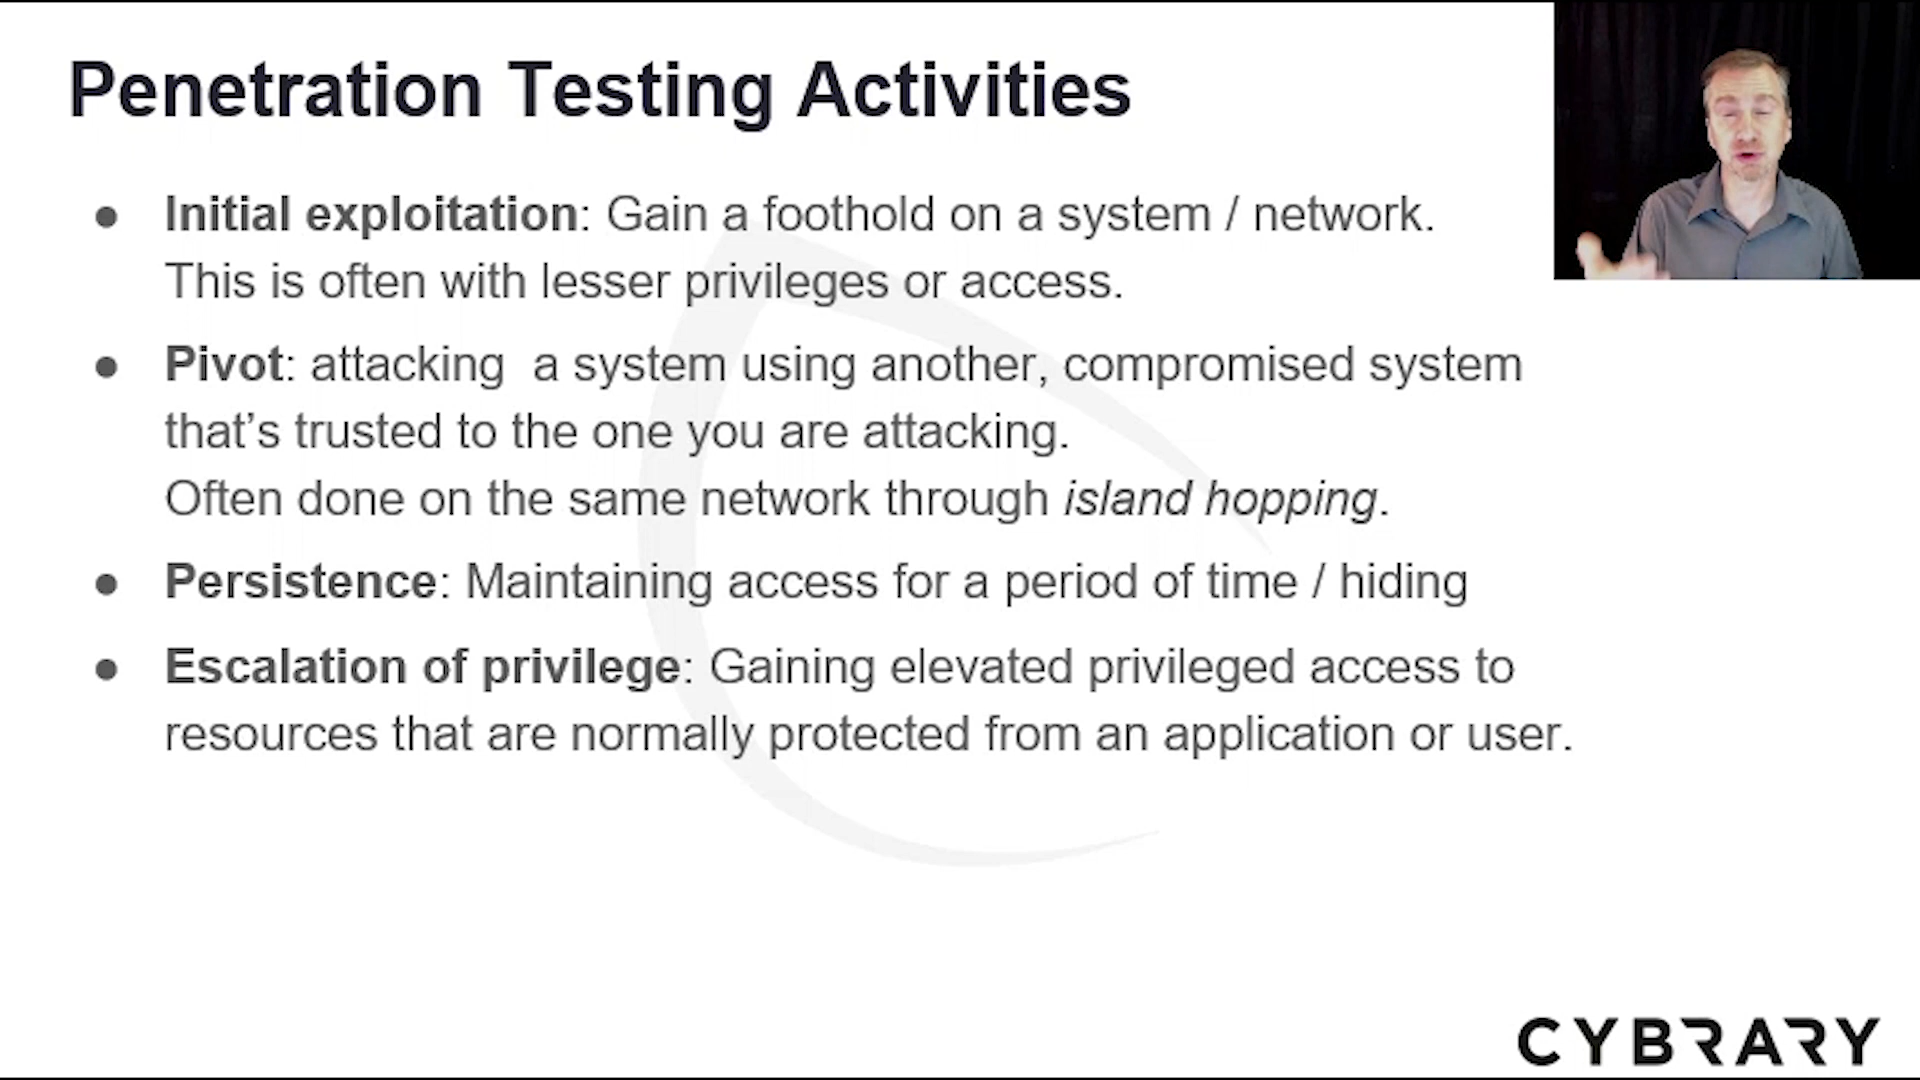 Penetration Testing Activities
● Initial exploitation: Gain a foothold on a system / network.
This is often with lesser privileges or access.
● Pivot: attacking  a system using another, compromised system
that’s trusted to the one you are attacking.
Often done on the same network through island hopping.
● Persistence: Maintaining access for a period of time / hiding
● Escalation of privilege: Gaining elevated privileged access to
resources that are normally protected from an application or user.
CYBRARY